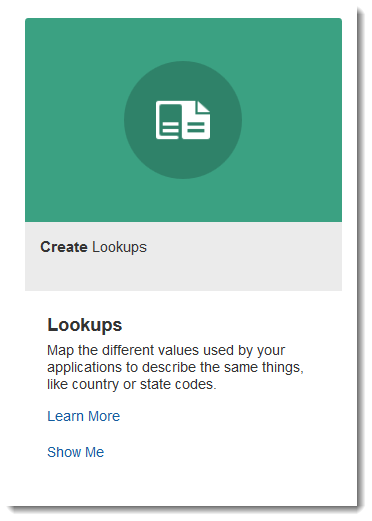 Create Lookups
Lookups
Map the different values used by your
applications to describe the same things,
like country or state codes.
Learn More
Show Me